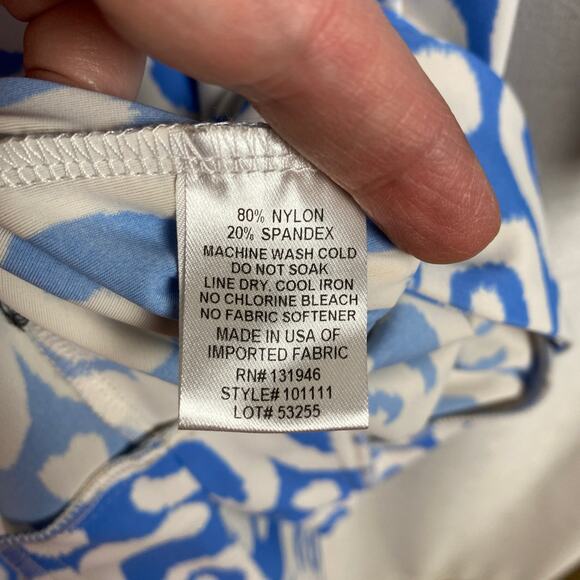 80% NYLON
20% SPANDEX
MACHINE WASH COLD
DO NOT SOAK
LINE DRY, COOL IRON
NO CHLORINE BLEACH
NO FABRIC SOFTENER
MADE IN USA OF
IMPORTED FABRIC
RN# 131946
STYLE# 101111
LOT# 53255